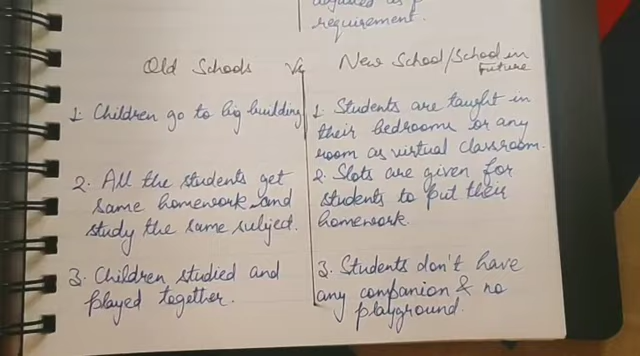 requirement.
Old Schools Vs New School/School in
Future
1. Children go to big building
1. Students are taught in
their bedrooms or any
room as virtual classroom.
2. All the students get
same homework and
study the same subject.
2. Slots are given for
students to put their
homework.
3. Children studied and
played together.
3. Students don't have
any companion & no
playground.